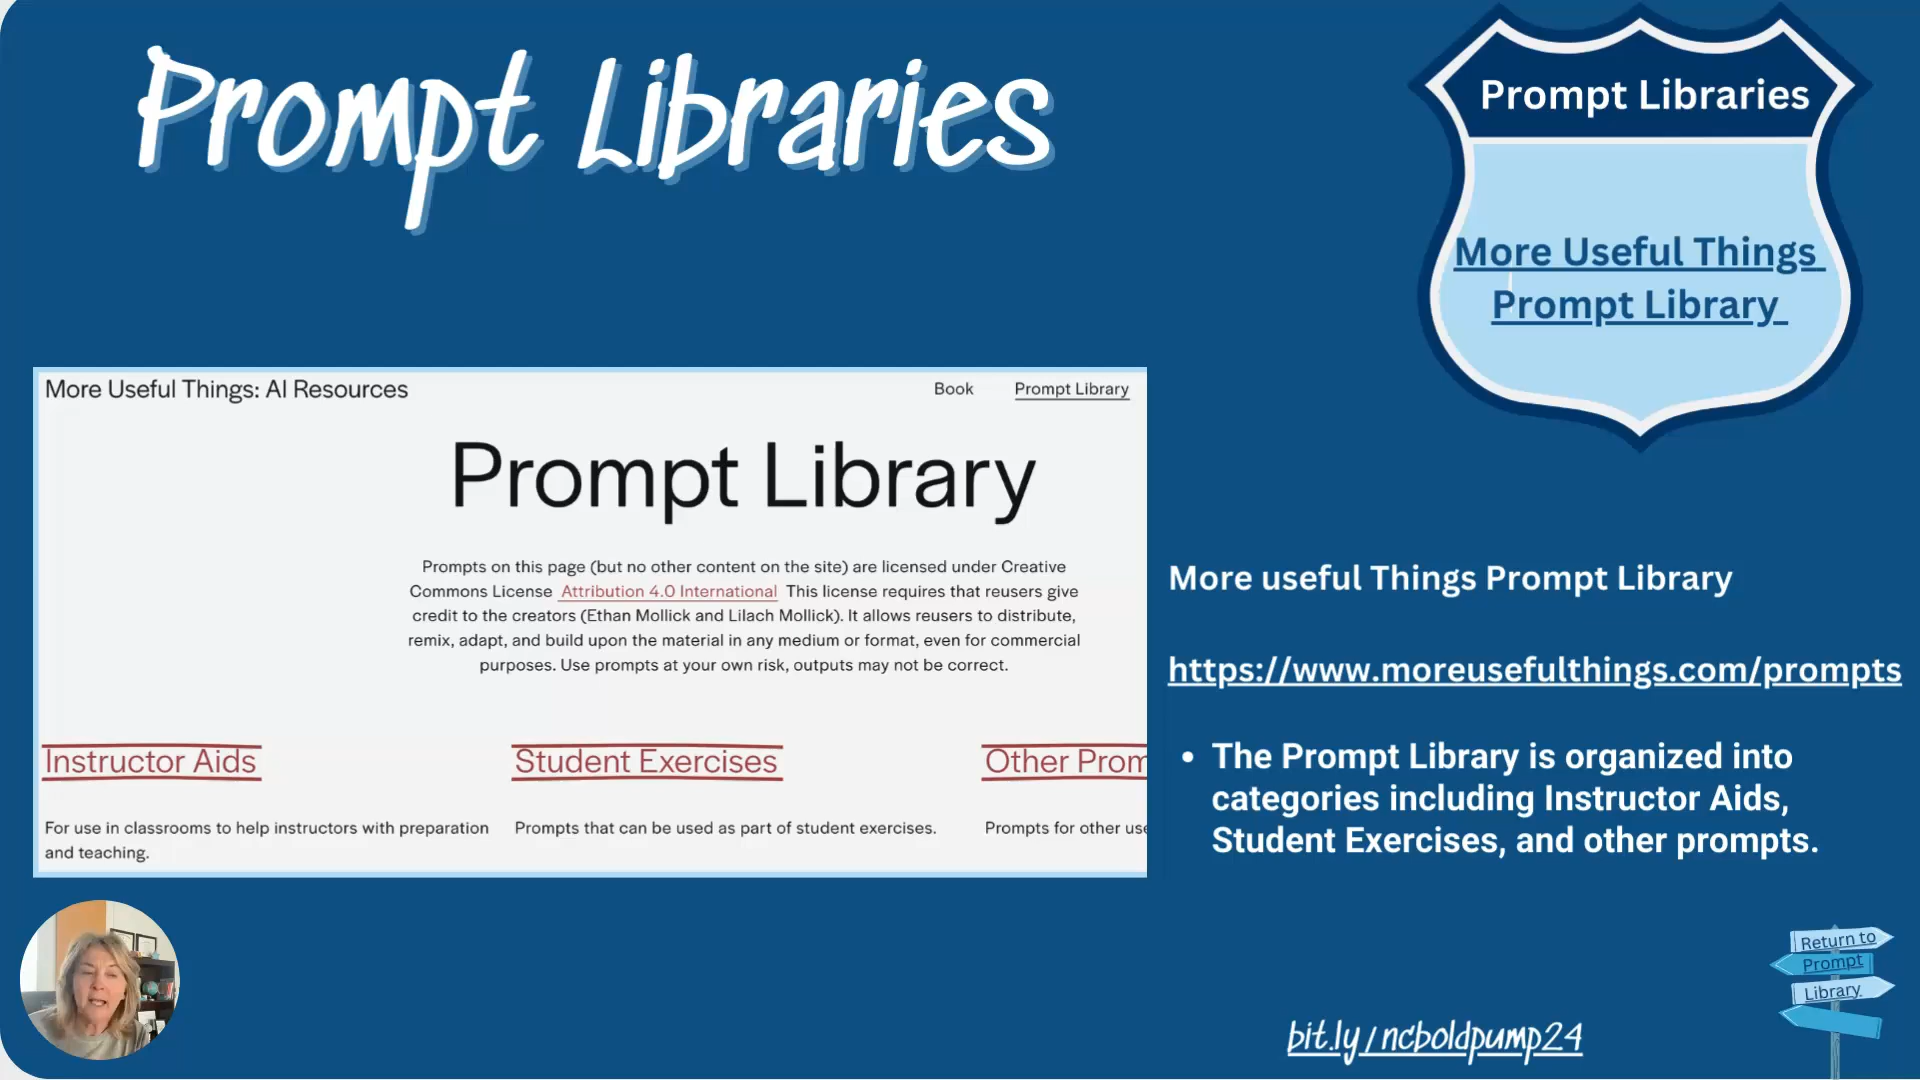 Prompt Libraries
Prompt Libraries
More Useful Things
Prompt Library
More Useful Things: AI Resources
Book
Prompt Library
Prompt Library
Prompts on this page (but no other content on the site) are licensed under Creative
Commons License Attribution 4.0 International This license requires that reusers give
credit to the creators (Ethan Mollick and Lilach Mollick). It allows reusers to distribute,
remix, adapt, and build upon the material in any medium or format, even for commercial
purposes. Use prompts at your own risk, outputs may not be correct.
Instructor Aids
For use in classrooms to help instructors with preparation
and teaching.
Student Exercises
Prompts that can be used as part of student exercises.
Other Prom
Prompts for other use
More useful Things Prompt Library
https://www.moreusefulthings.com/prompts
• The Prompt Library is organized into
categories including Instructor Aids,
Student Exercises, and other prompts.
bit.ly/ncboldpump24
Return to
Prompt
Library